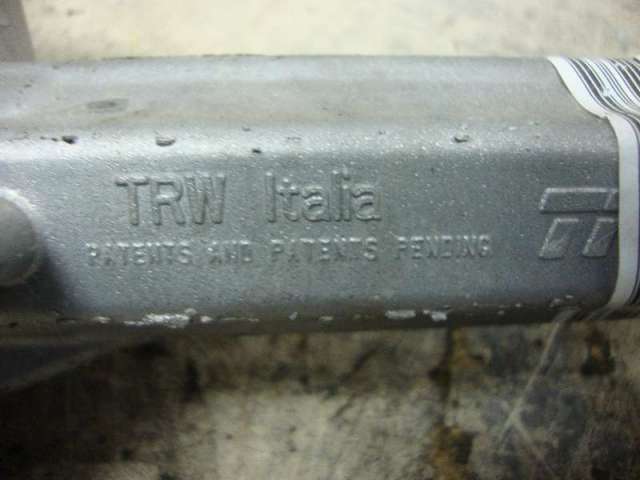 TRW Italia
PATENTS AND PATENTS PENDING